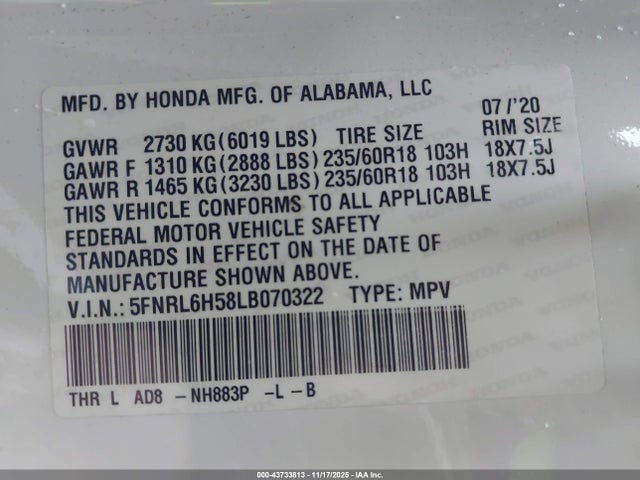 MFD. BY HONDA MFG. OF ALABAMA, LLC
07 /'20
GVWR 2730 KG(6019 LBS) TIRE SIZE RIM SIZE
GAWR F 1310 KG(2888 LBS)235/60R18 103H 18X7.5J
GAWR R 1465 KG(3230 LBS)235/60R18 103H 18X7.5J
THIS VEHICLE CONFORMS TO ALL APPLICABLE
FEDERAL MOTOR VEHICLE SAFETY
STANDARDS IN EFFECT ON THE DATE OF
MANUFACTURE SHOWN ABOVE.
V.I.N.: 5FNRL6H58LB070322 TYPE: MPV
THR L AD8 - NH883P -L-B
000-43733813 - 11/17/2025 - IAA Inc.